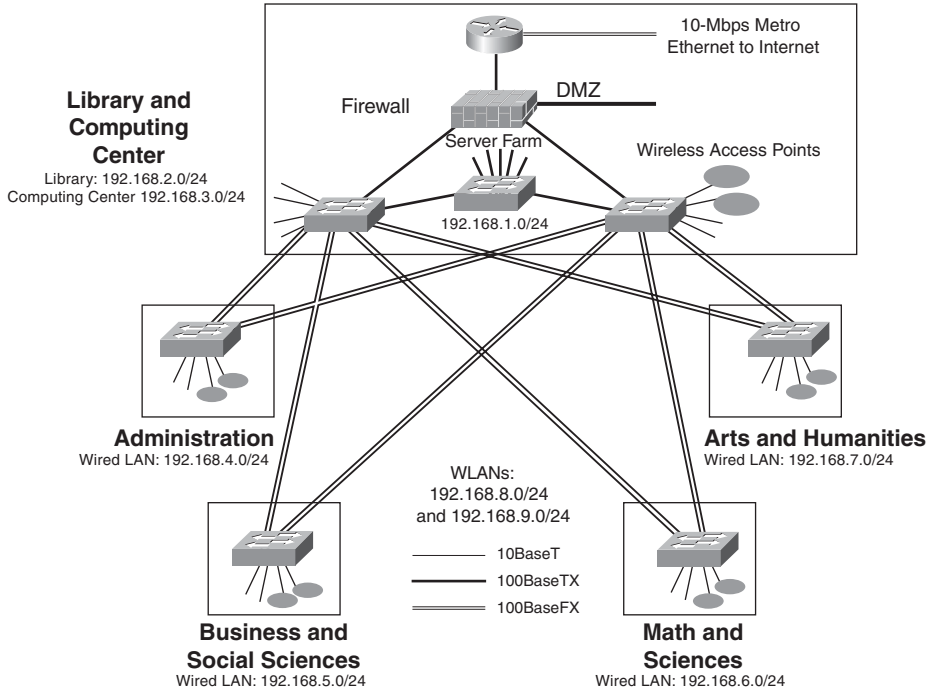 10-Mbps Metro
Ethernet to Internet
Firewall
DMZ
Library and
Computing
Center
Library: 192.168.2.0/24
Computing Center 192.168.3.0/24
Server Farm
Wireless Access Points
192.168.1.0/24
Administration
Wired LAN: 192.168.4.0/24
Arts and Humanities
Wired LAN: 192.168.7.0/24
WLANs:
192.168.8.0/24
and 192.168.9.0/24
10BaseT
100BaseTX
100BaseFX
Business and
Social Sciences
Wired LAN: 192.168.5.0/24
Math and
Sciences
Wired LAN: 192.168.6.0/24